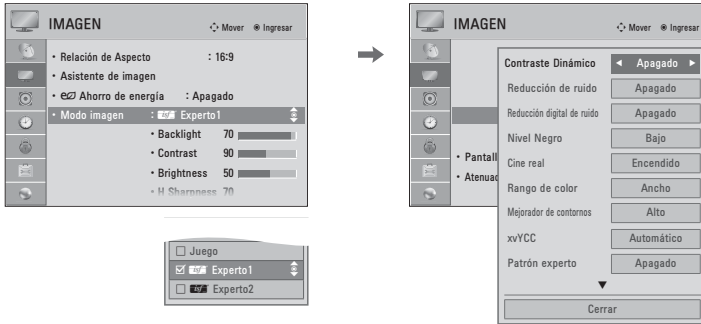 IMAGEN
Mover Ingresar
• Relación de Aspecto : 16:9
• Asistente de imagen
• Ahorro de energía : Apagado
• Modo imagen : Experto1
• Backlight 70
• Contrast 90
• Brightness 50
• H Sharpness 70
Juego
Experto1
Experto2
IMAGEN
Mover Ingresar
• Pantall
• Atenuac
Contraste Dinámico ◄ Apagado ►
Reducción de ruido Apagado
Reducción digital de ruido Apagado
Nivel Negro Bajo
Cine real Encendido
Rango de color Ancho
Mejorador de contornos Alto
xvYCC Automático
Patrón experto Apagado
▼
Cerrar